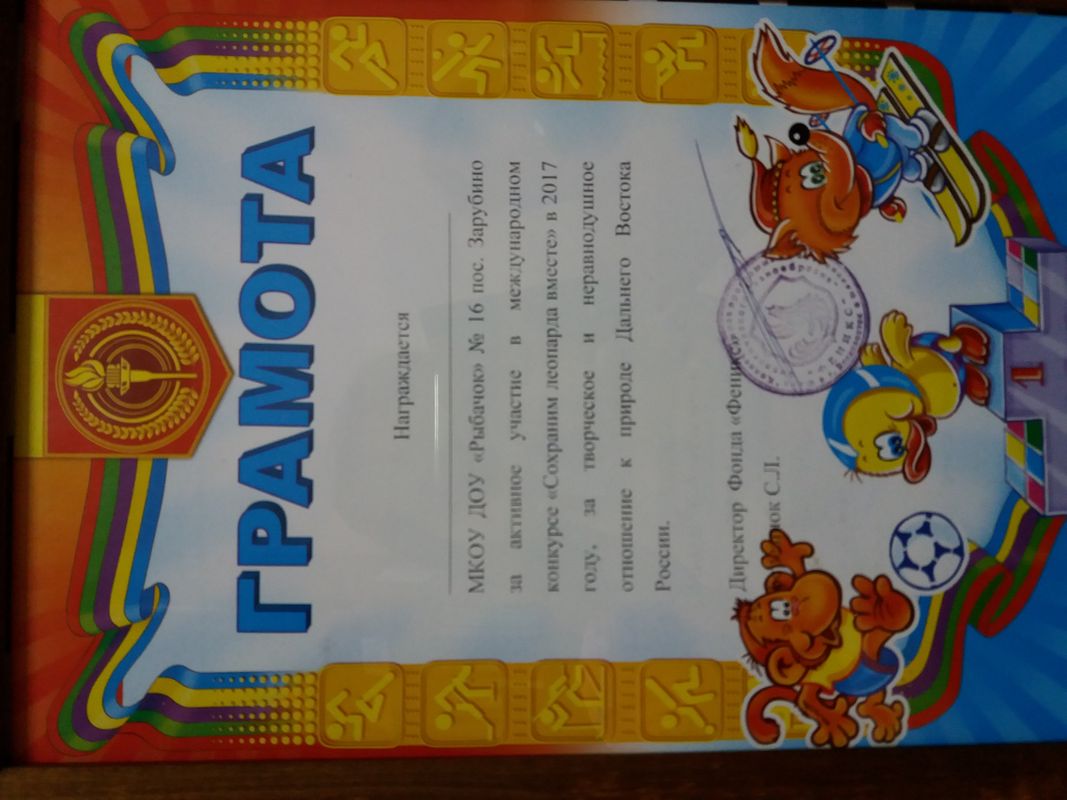 ГРАМОТА
Награждается
МКОУ ДОУ «Рыбачок» № 16 пос. Зарубино
за активное участие в международном
конкурсе «Сохраним леопарда вместе» в 2017
году, за творческое и неравнодушное
отношение к природе Дальнего Востока
России.
Директор Фонда «Феникс»
С.Л.
ФЕНИКС
1